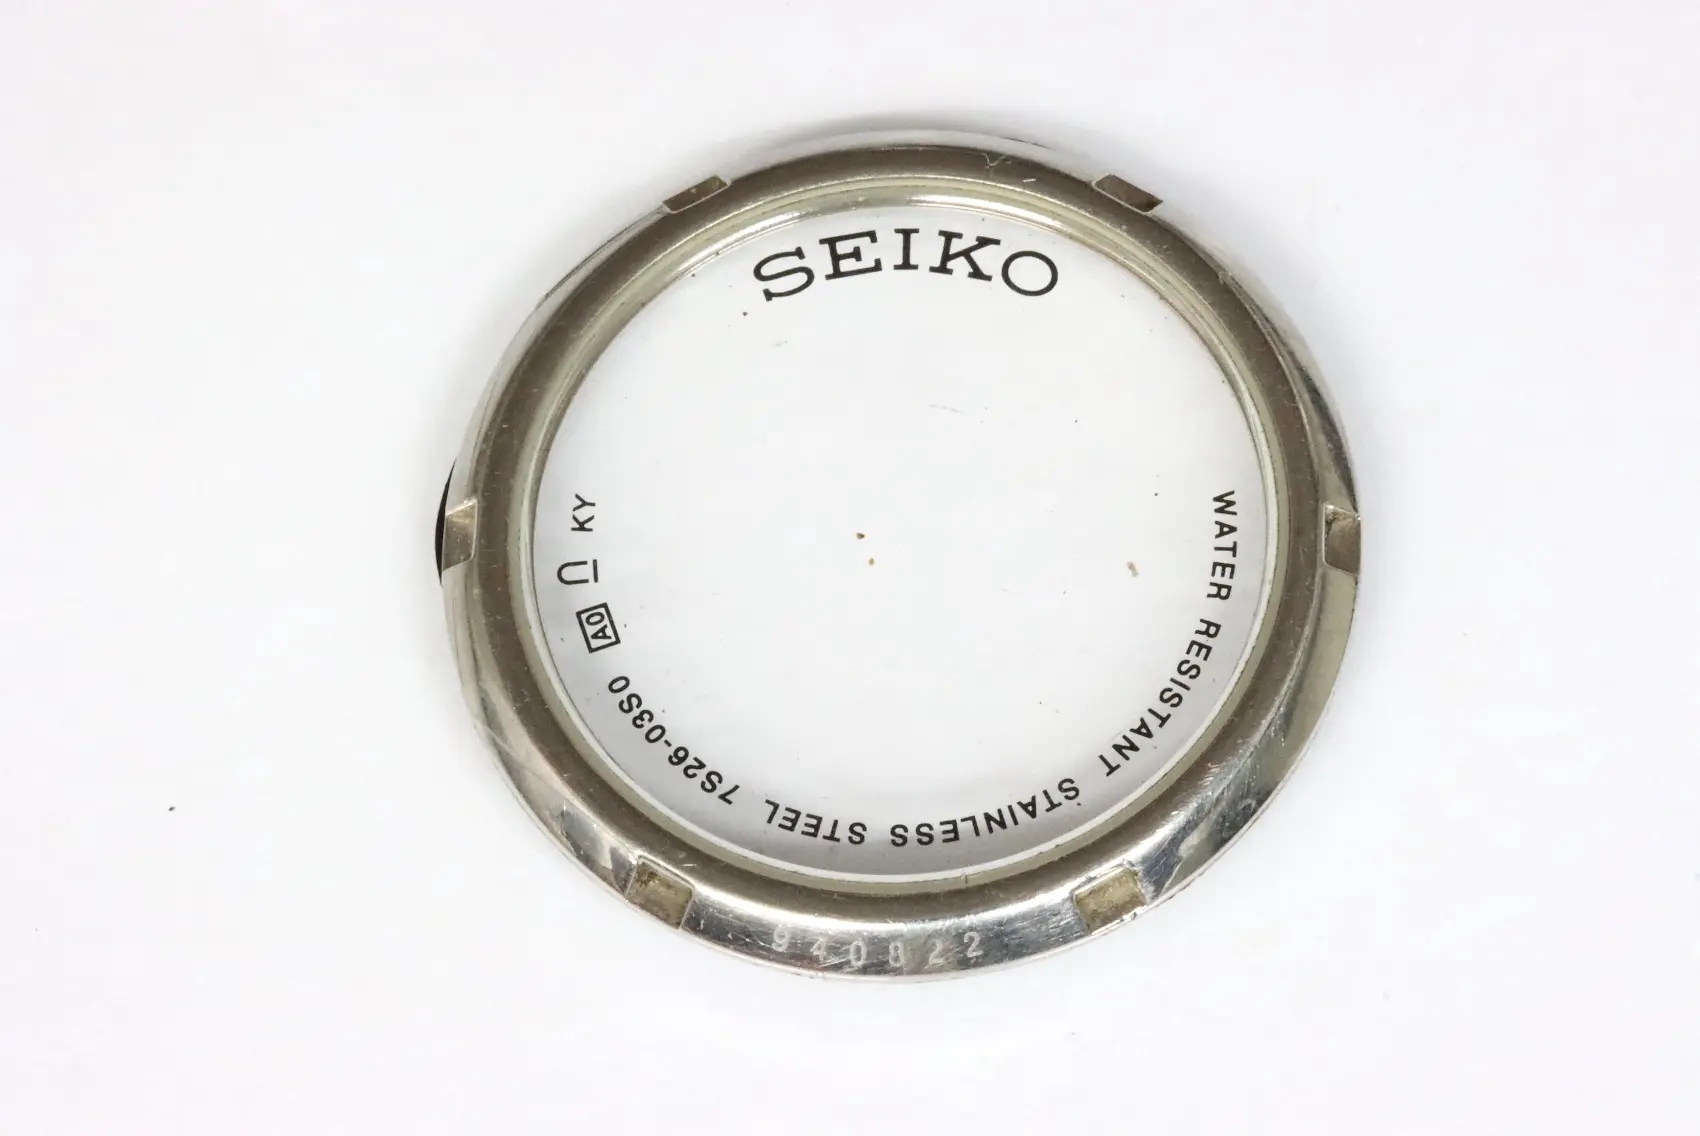 SEIKO
WATER RESISTANT STAINLESS STEEL 7S26-03S0 A0 KY
940822